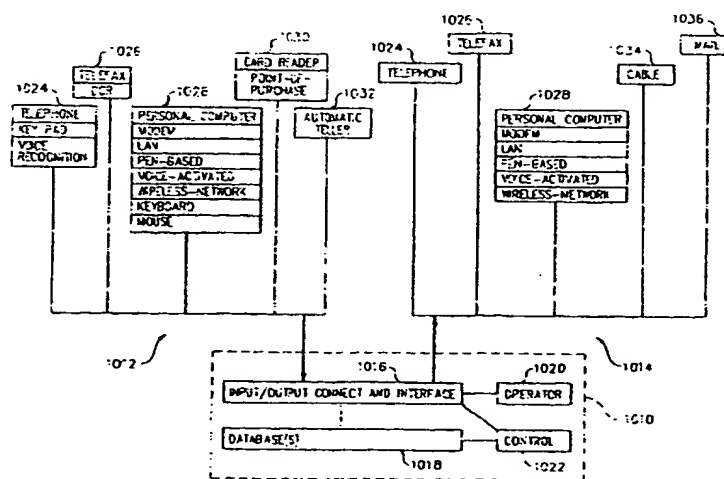 1030
1026
CARD READER
POINT-OF-
PURCHASE
1024
TELEFAX
OCR
1028
1032
TELEPHONE
KEY PAD
VOICE
RECOGNITION
PERSONAL COMPUTER
MODEM
LAN
PEN-BASED
VOICE-ACTIVATED
WIRELESS-NETWORK
KEYBOARD
MOUSE
AUTOMATIC
TELLER
1026
1036
1024
TELEFAX
1034
MAIL
TELEPHONE
CABLE
1028
PERSONAL COMPUTER
MODEM
LAN
PEN-BASED
VOICE-ACTIVATED
WIRELESS-NETWORK
1012
1014
1016
1020
INPUT/OUTPUT CONNECT AND INTERFACE
OPERATOR
1010
DATABASE(S)
CONTROL
1018
1022